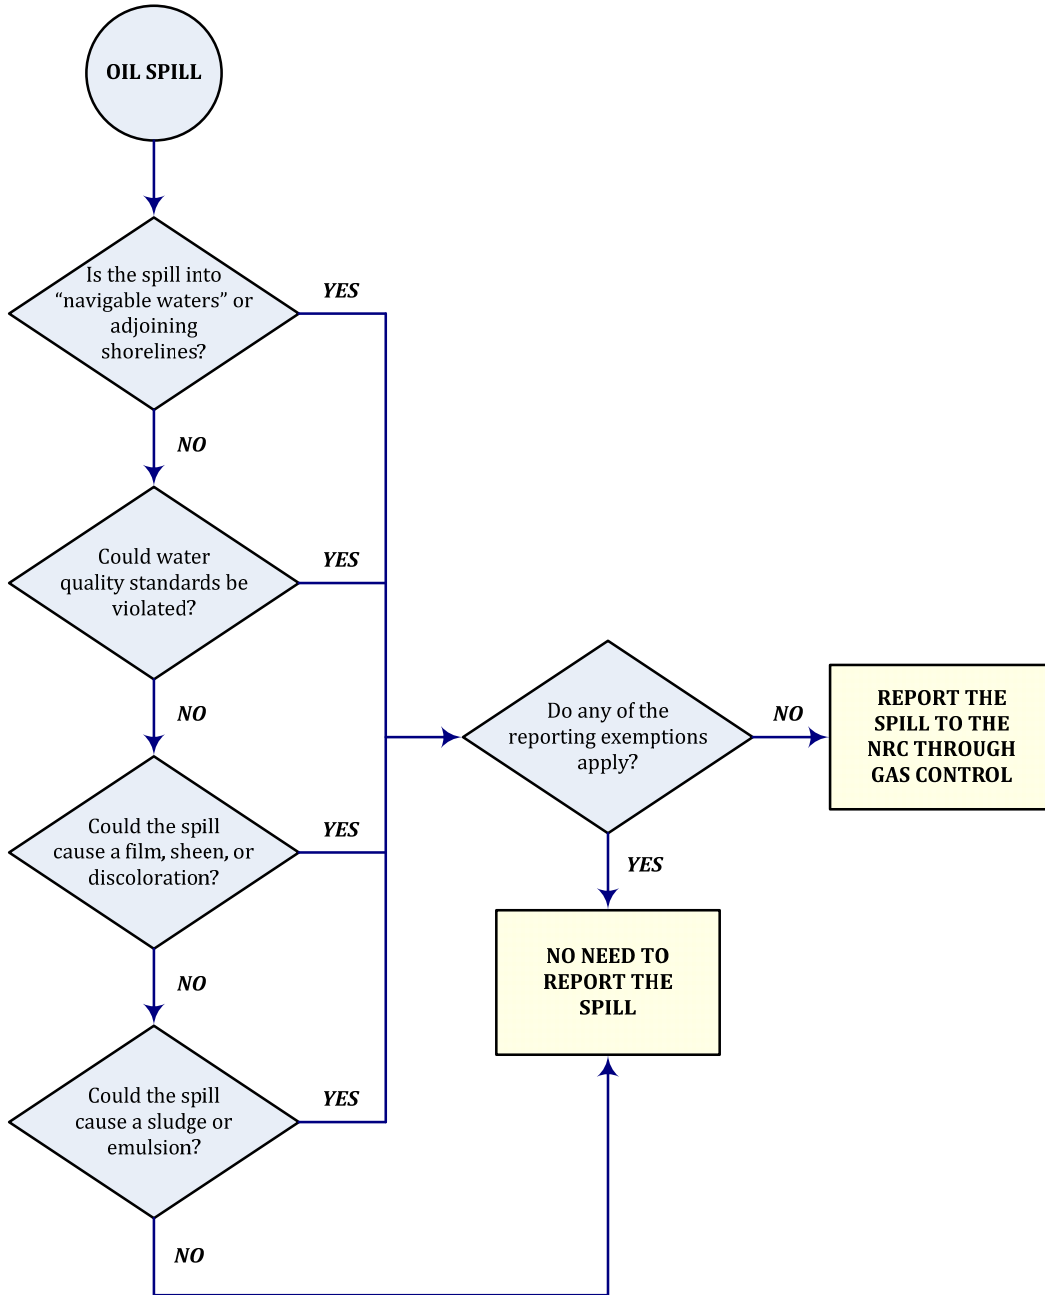 OIL SPILL
Is the spill into
“navigable waters” or
adjoining
shorelines?
YES
NO
Could water
quality standards be
violated?
YES
NO
Could the spill
cause a film, sheen, or
discoloration?
YES
NO
Could the spill
cause a sludge or
emulsion?
YES
NO
Do any of the
reporting exemptions
apply?
NO
YES
REPORT THE
SPILL TO THE
NRC THROUGH
GAS CONTROL
NO NEED TO
REPORT THE
SPILL